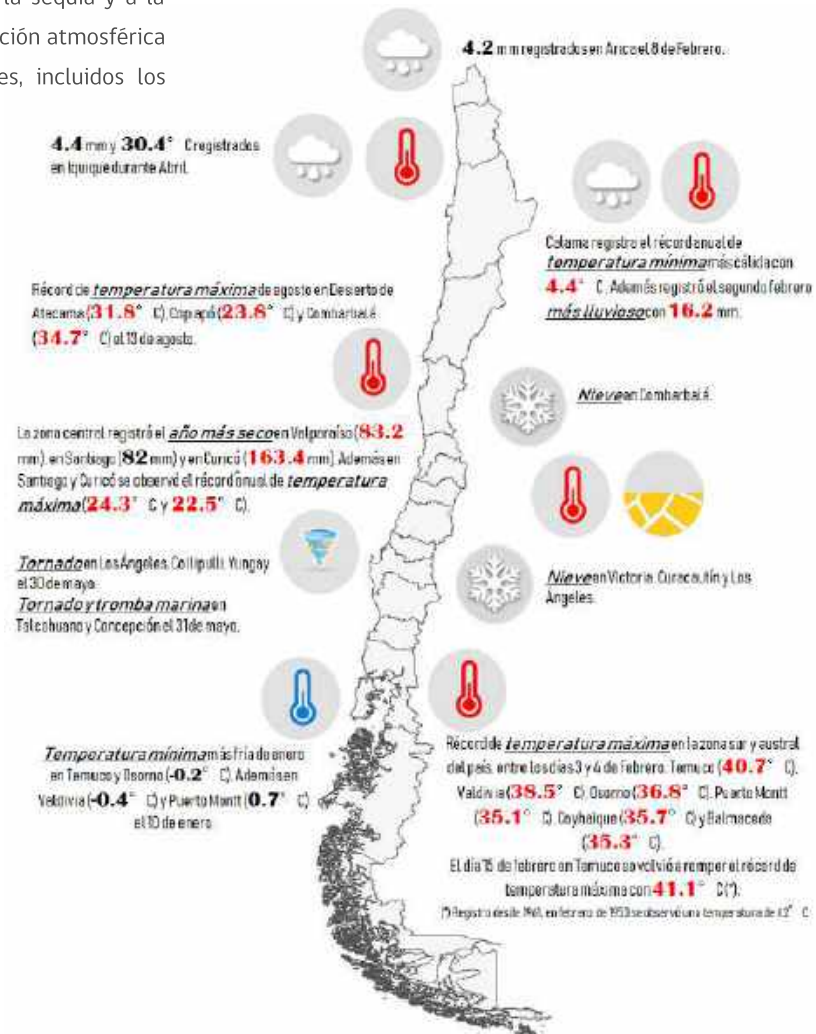 la sequía y a la
ción atmosférica
es, incluidos los
4.2 mm registrados en Arica el 8 de Febrero.
4.4 mm y 30.4° C registrados
en Iquique durante Abril.
Calama registra el récord anual de
temperatura mínima más cálida con
4.4° C. Además registró el segundo febrero
más lluvioso con 16.2 mm.
Récord de temperatura máxima de agosto en Desierto de
Atacama (31.8° C), Copiapó (23.8° C) y Combarbalá
(34.7° C) el 13 de agosto.
Nieve en Combarbalá.
La zona central registró el año más seco en Valparaíso (83.2
mm), en Santiago (82 mm) y en Curicó (163.4 mm). Además en
Santiago y Curicó se observó el récord anual de temperatura
máxima (24.3° C y 22.5° C).
Tornado en Los Ángeles, Collipulli, Yungay
el 30 de mayo.
Tornado y tromba marina en
Talcahuano y Concepción el 31 de mayo.
Nieve en Victoria, Curacautín y Los
Ángeles.
Temperatura mínima más fría de enero
en Temuco y Osorno (-0.2° C). Además en
Valdivia (-0.4° C) y Puerto Montt (0.7° C)
el 10 de enero
Récord de temperatura máxima en la zona sur y austral
del país, entre los días 3 y 4 de Febrero. Temuco (40.7° C),
Valdivia (38.5° C), Osorno (36.8° C), Puerto Montt
(35.1° C), Coyhaique (35.7° C) y Balmaceda
(35.3° C).
El día 15 de febrero en Temuco se volvió a romper el récord de
temperatura máxima con 41.1° C(*).
(*) Registro desde en febrero de se observó una temperatura de ° C